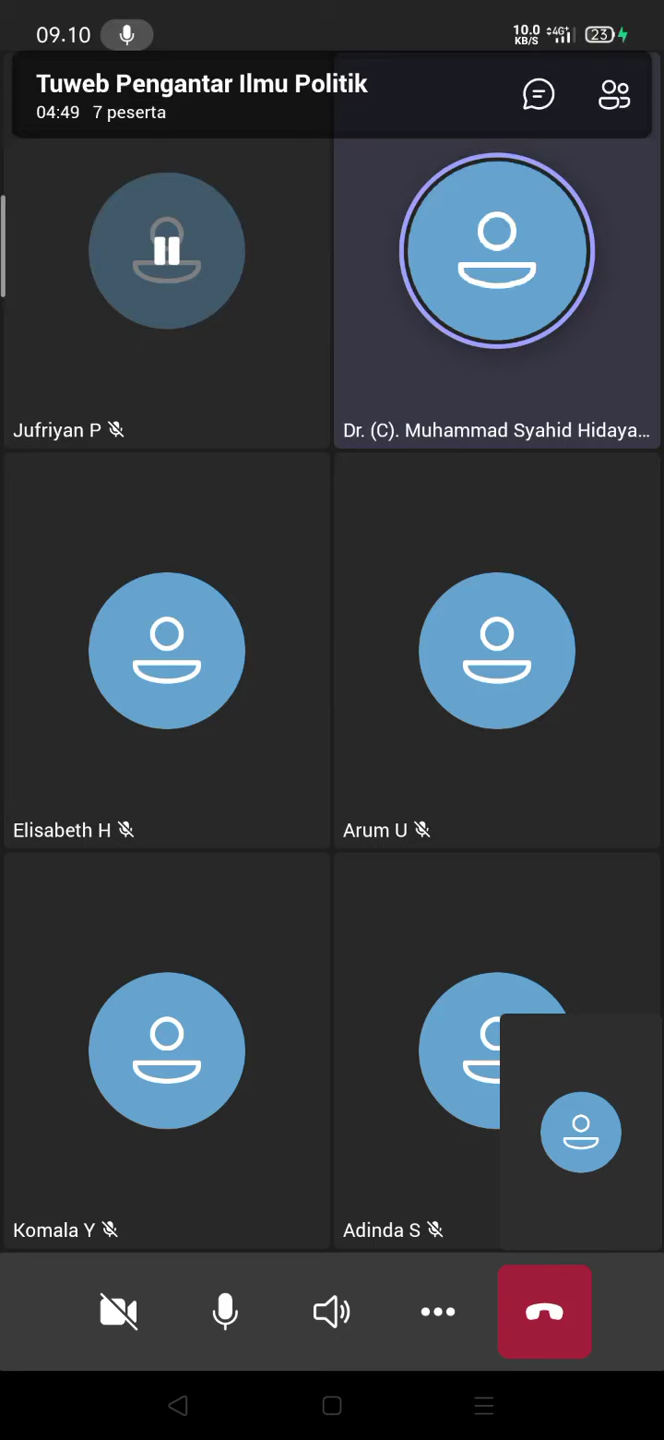 09.10
10.0
KB/S
4G+
23
Tuweb Pengantar Ilmu Politik
04:49 7 peserta
Jufriyan P
Dr. (C). Muhammad Syahid Hidaya...
Elisabeth H
Arum U
Komala Y
Adinda S